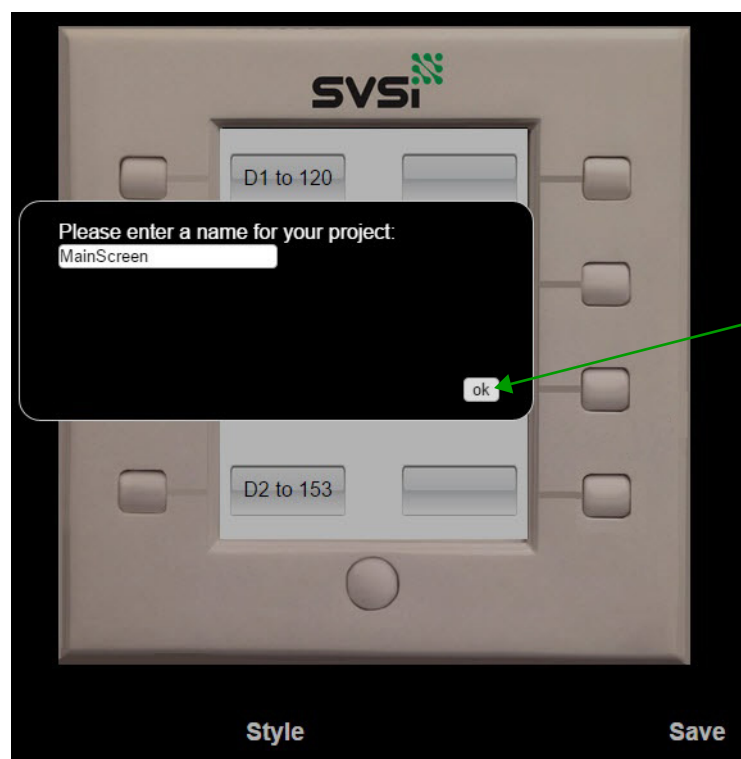 SVSi
D1 to 120
Please enter a name for your project:
MainScreen
ok
D2 to 153
Style
Save